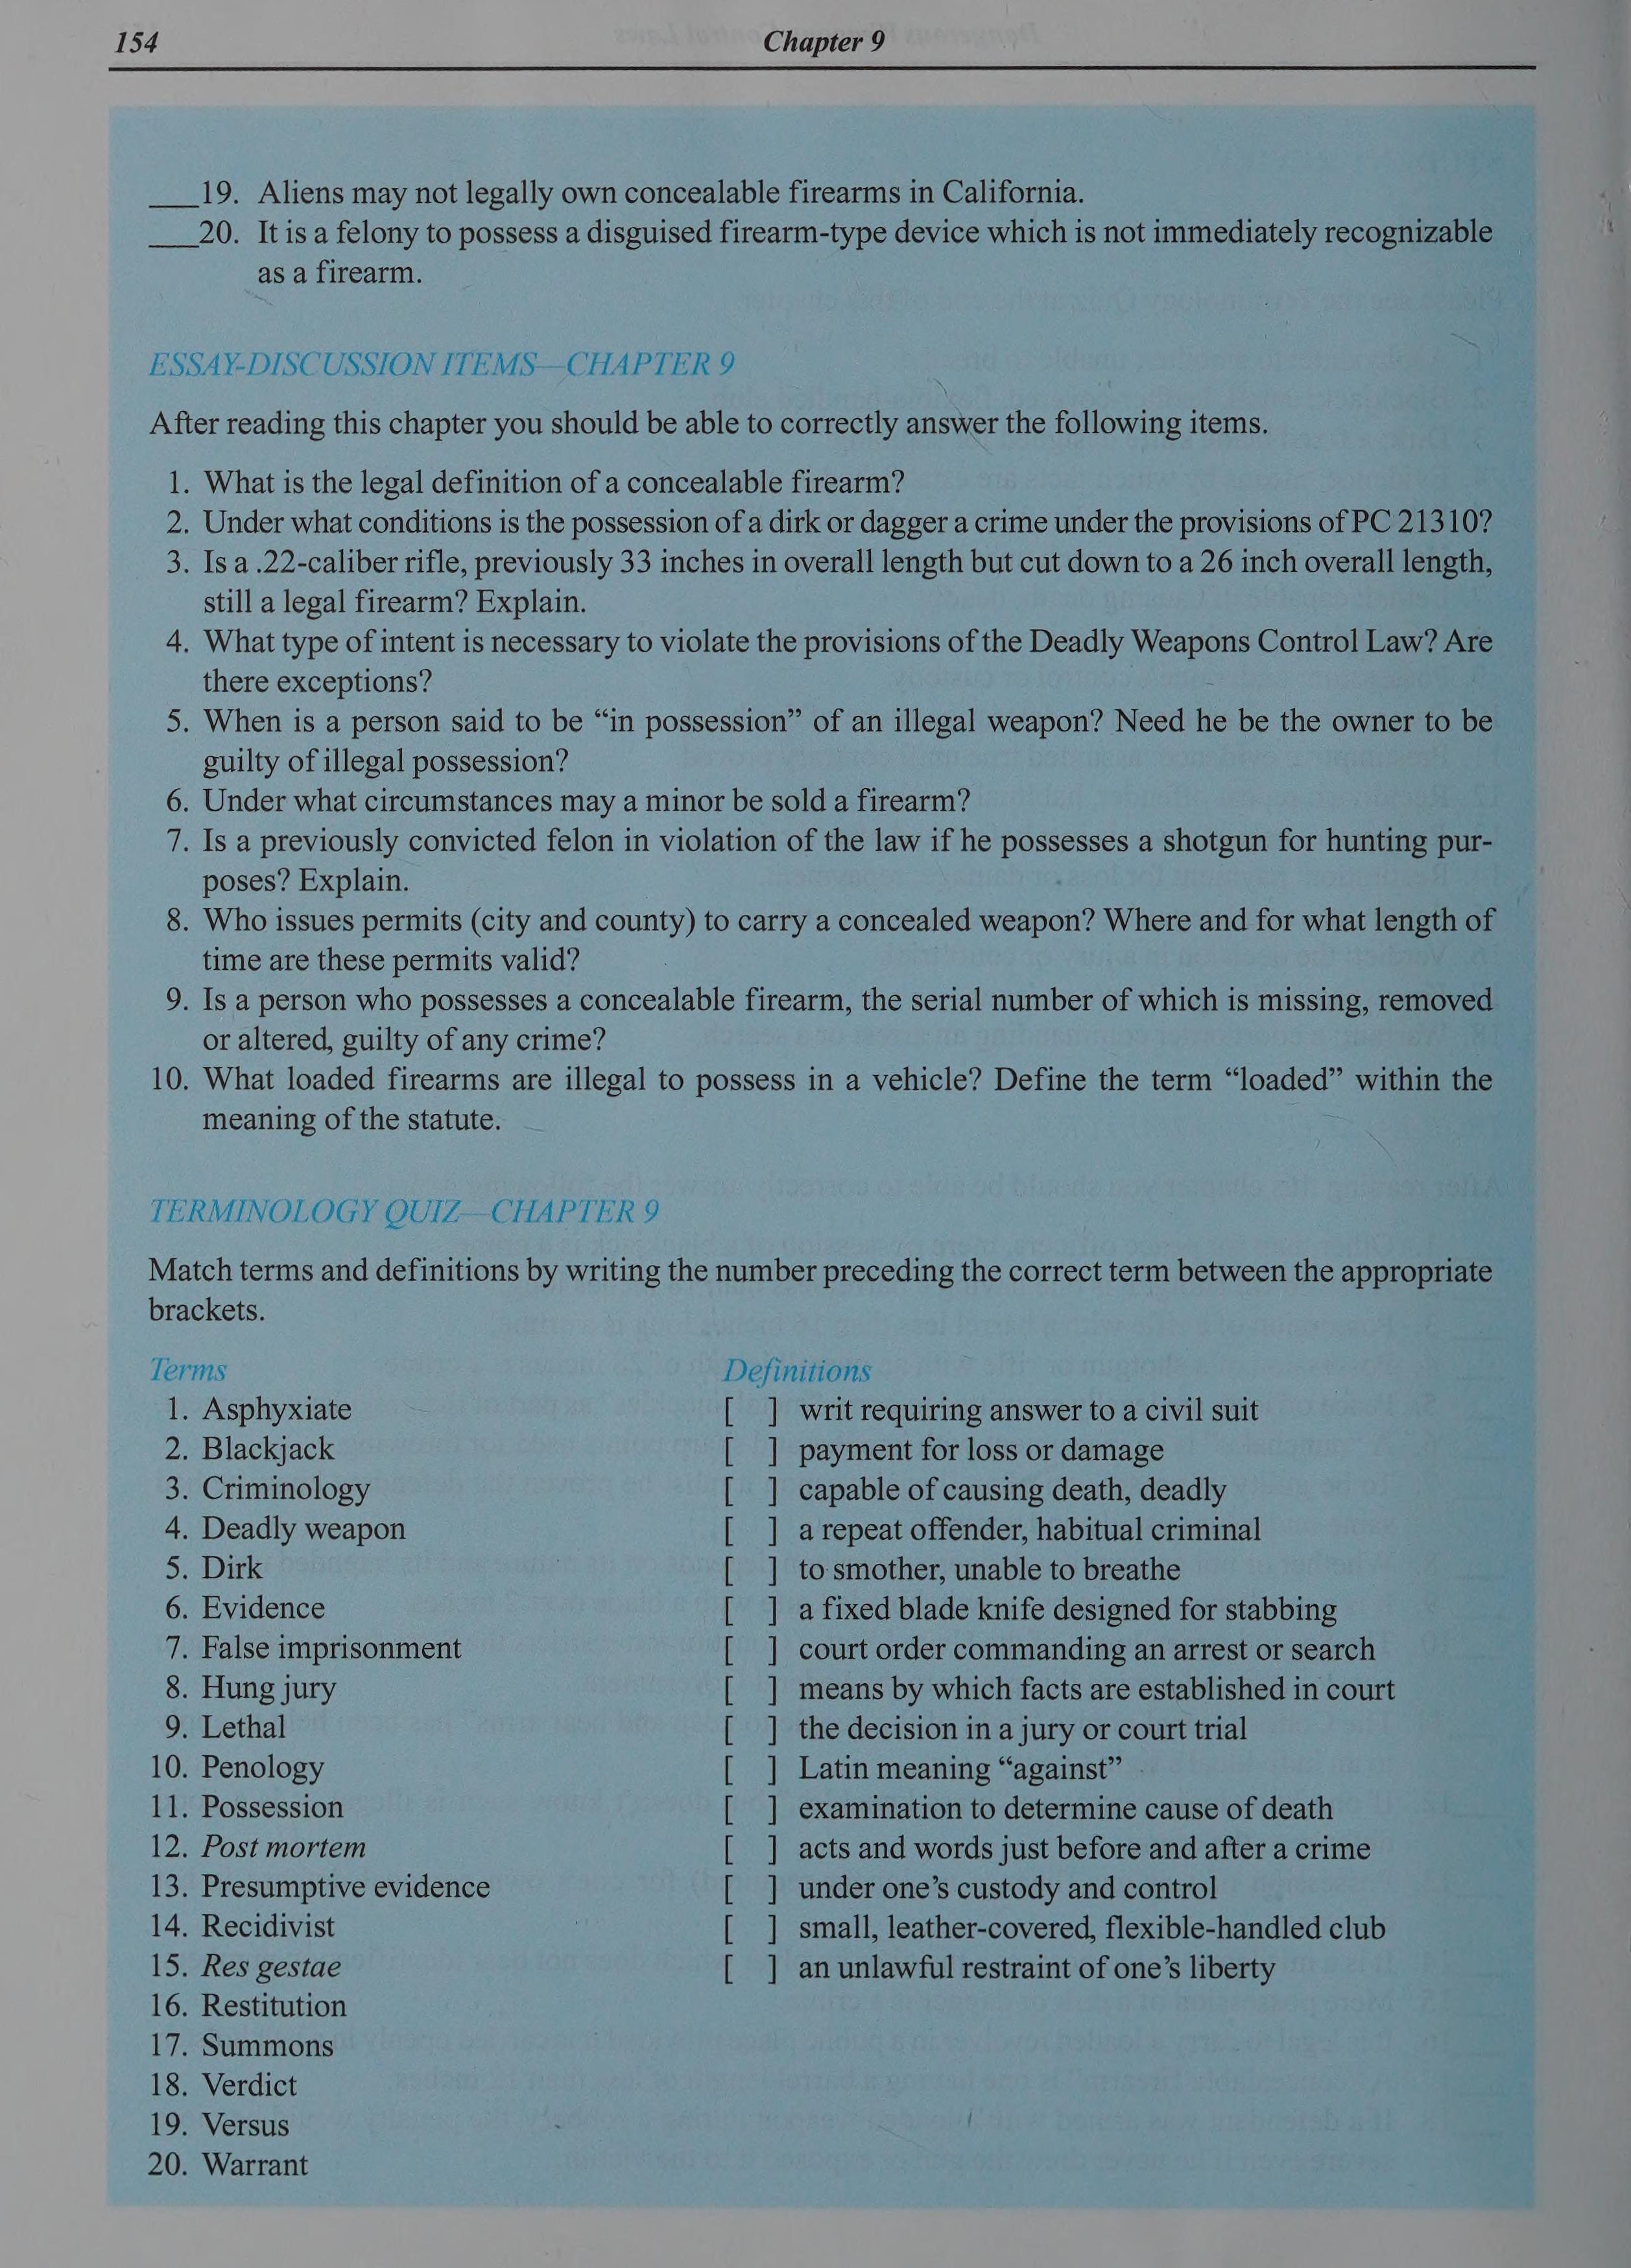 154
Chapter 9
___19. Aliens may not legally own concealable firearms in California.
___20. It is a felony to possess a disguised firearm-type device which is not immediately recognizable
as a firearm.
ESSAY-DISCUSSION ITEMS—CHAPTER 9
After reading this chapter you should be able to correctly answer the following items.
1. What is the legal definition of a concealable firearm?
2. Under what conditions is the possession of a dirk or dagger a crime under the provisions of PC 21310?
3. Is a .22-caliber rifle, previously 33 inches in overall length but cut down to a 26 inch overall length,
still a legal firearm? Explain.
4. What type of intent is necessary to violate the provisions of the Deadly Weapons Control Law? Are
there exceptions?
5. When is a person said to be “in possession” of an illegal weapon? Need he be the owner to be
guilty of illegal possession?
6. Under what circumstances may a minor be sold a firearm?
7. Is a previously convicted felon in violation of the law if he possesses a shotgun for hunting pur-
poses? Explain.
8. Who issues permits (city and county) to carry a concealed weapon? Where and for what length of
time are these permits valid?
9. Is a person who possesses a concealable firearm, the serial number of which is missing, removed
or altered, guilty of any crime?
10. What loaded firearms are illegal to possess in a vehicle? Define the term “loaded” within the
meaning of the statute.
TERMINOLOGY QUIZ—CHAPTER 9
Match terms and definitions by writing the number preceding the correct term between the appropriate
brackets.
Terms
1. Asphyxiate
2. Blackjack
3. Criminology
4. Deadly weapon
5. Dirk
6. Evidence
7. False imprisonment
8. Hung jury
9. Lethal
10. Penology
11. Possession
12. Post mortem
13. Presumptive evidence
14. Recidivist
15. Res gestae
16. Restitution
17. Summons
18. Verdict
19. Versus
20. Warrant
Definitions
[ ] writ requiring answer to a civil suit
[ ] payment for loss or damage
[ ] capable of causing death, deadly
[ ] a repeat offender, habitual criminal
[ ] to smother, unable to breathe
[ ] a fixed blade knife designed for stabbing
[ ] court order commanding an arrest or search
[ ] means by which facts are established in court
[ ] the decision in a jury or court trial
[ ] Latin meaning “against”
[ ] examination to determine cause of death
[ ] acts and words just before and after a crime
[ ] under one’s custody and control
[ ] small, leather-covered, flexible-handled club
[ ] an unlawful restraint of one’s liberty